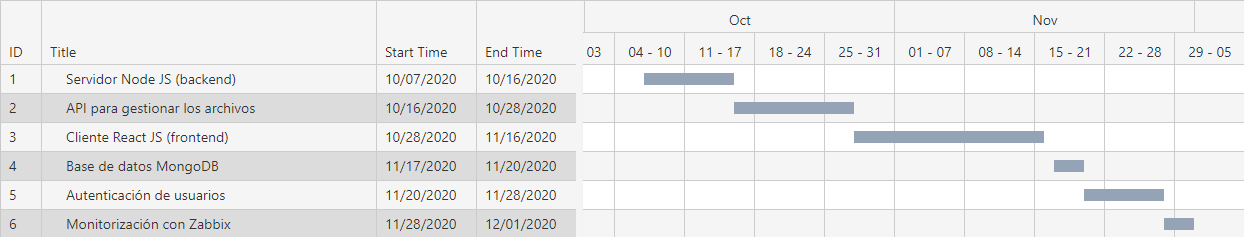 Oct Nov
ID Title Start Time End Time 03 04 - 10 11 - 17 18 - 24 25 - 31 01 - 07 08 - 14 15 - 21 22 - 28 29 - 05
1 Servidor Node JS (backend) 10/07/2020 10/16/2020
2 API para gestionar los archivos 10/16/2020 10/28/2020
3 Cliente React JS (frontend) 10/28/2020 11/16/2020
4 Base de datos MongoDB 11/17/2020 11/20/2020
5 Autenticación de usuarios 11/20/2020 11/28/2020
6 Monitorización con Zabbix 11/28/2020 12/01/2020